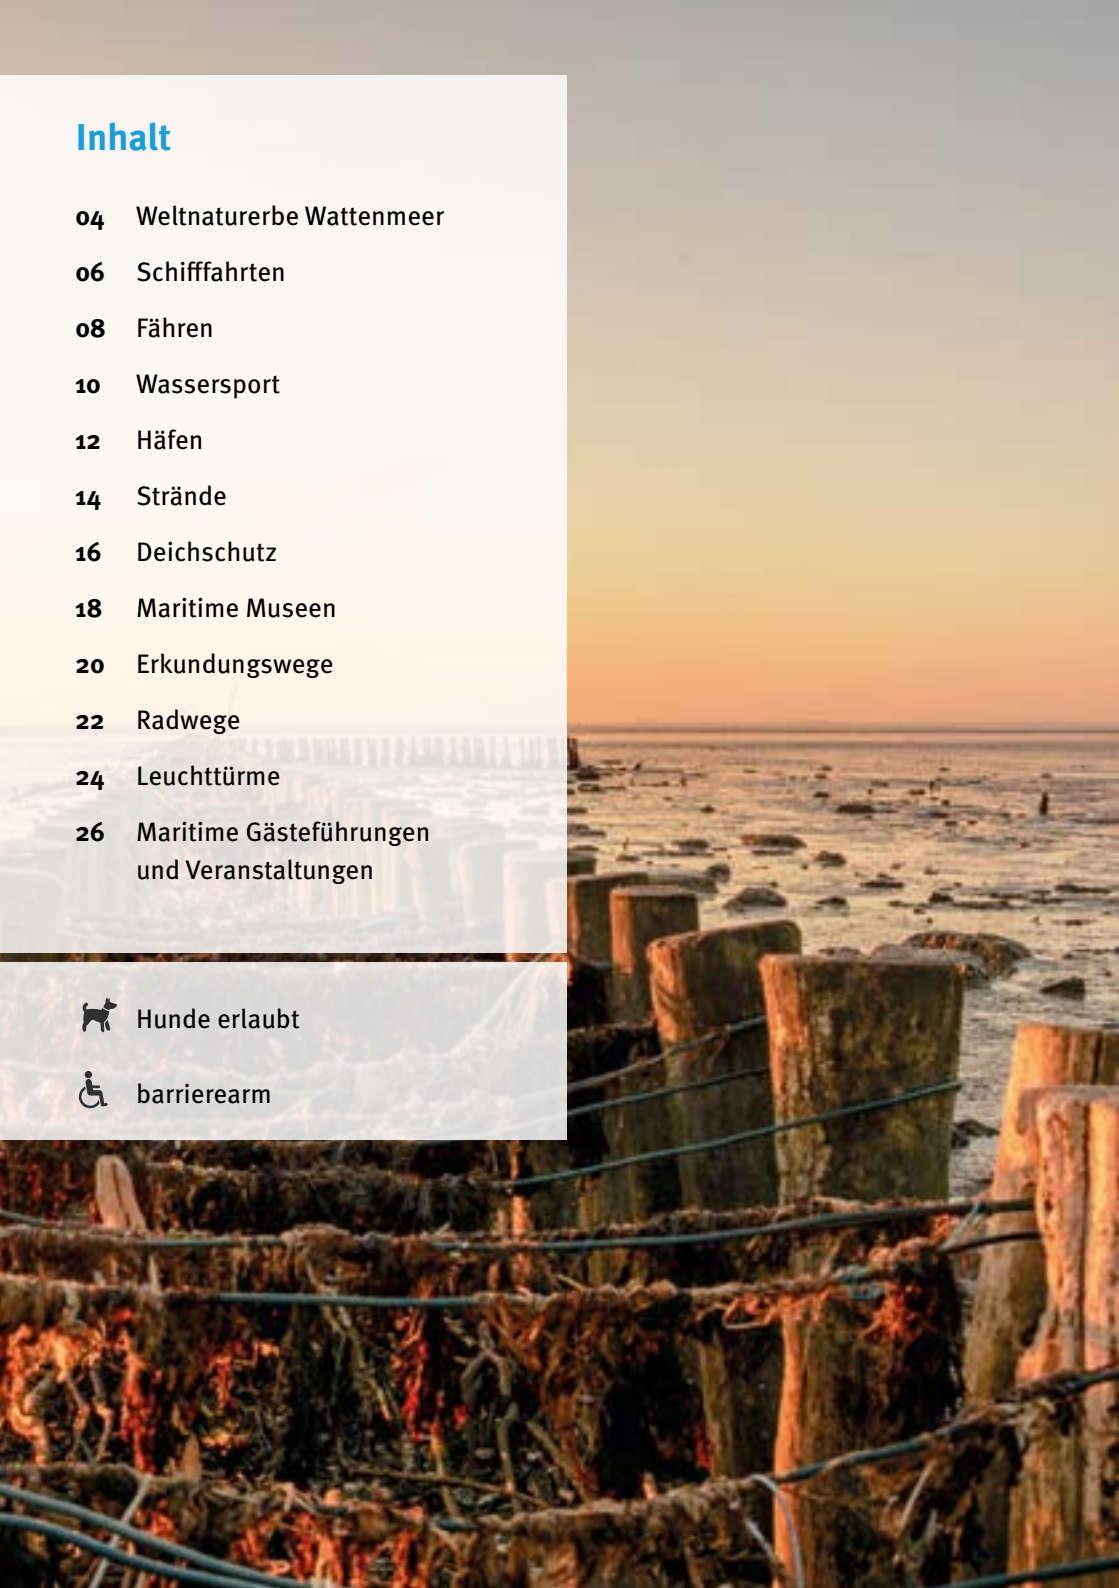 Inhalt
04 Weltnaturerbe Wattenmeer
06 Schifffahrten
08 Fähren
10 Wassersport
12 Häfen
14 Strände
16 Deichschutz
18 Maritime Museen
20 Erkundungswege
22 Radwege
24 Leuchttürme
26 Maritime Gästeführungen
und Veranstaltungen
Hunde erlaubt
barrierearm